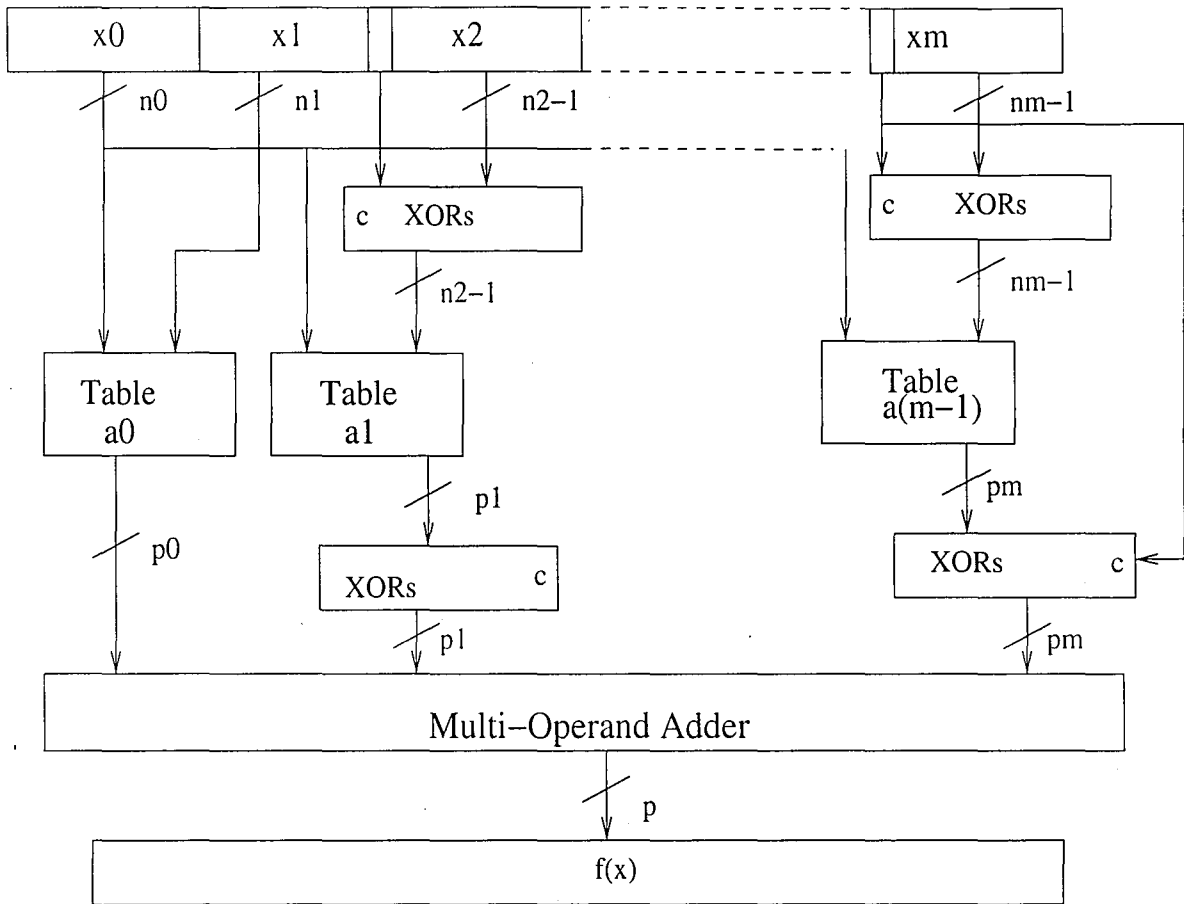 x0 x1 x2 xm
n0 n1 n2-1 nm-1
c XORs c XORs
n2-1 nm-1
Table a0
Table a1
Table a(m-1)
p1 pm
p0
XORs c XORs c
p1 pm
Multi-Operand Adder
p
f(x)